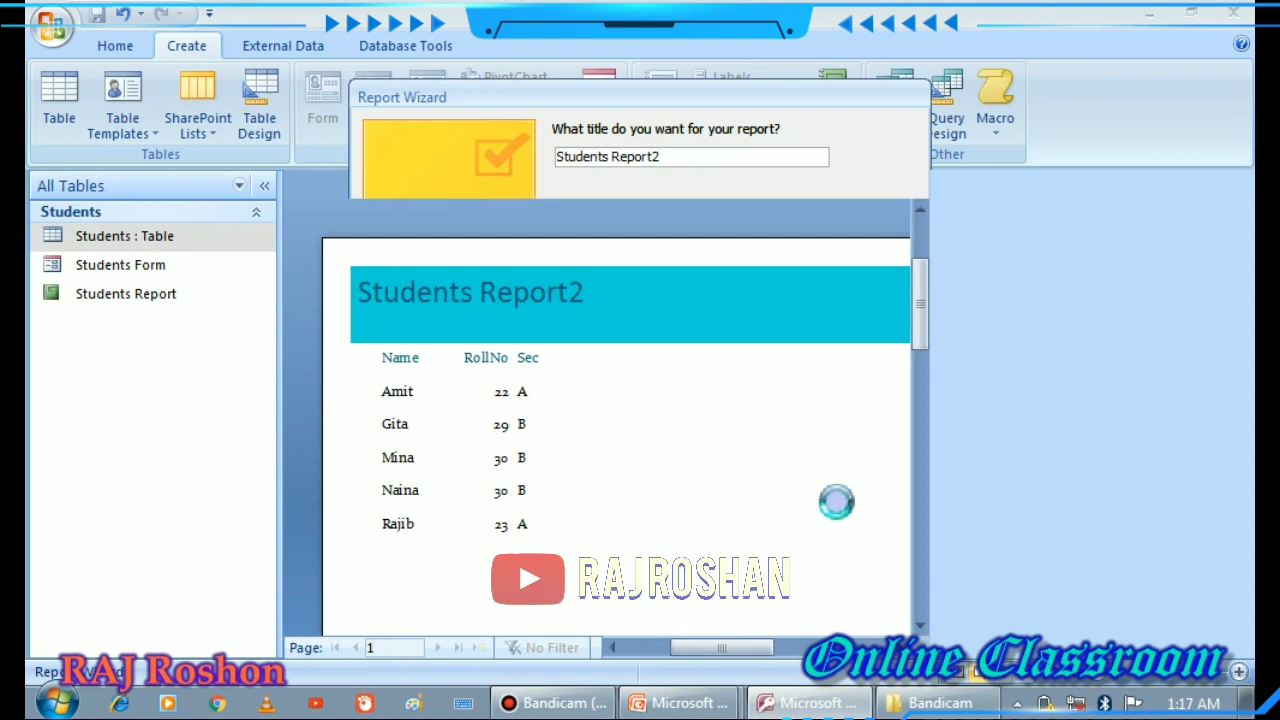 Home Create External Data Database Tools
PivotChart Labels
Table Table SharePoint Table Form Query Macro
Templates Lists Design Design
Tables Other
Report Wizard
What title do you want for your report?
Students Report2
All Tables
Students
Students : Table
Students Form
Students Report
Students Report2
Name RollNo Sec
Amit 22 A
Gita 29 B
Mina 30 B
Naina 30 B
Rajib 23 A
RAJROSHAN
Page: 1 No Filter
Online Classroom
RAJ Roshon
Bandicam (... Microsoft ... Microsoft ... Bandicam 1:17 AM